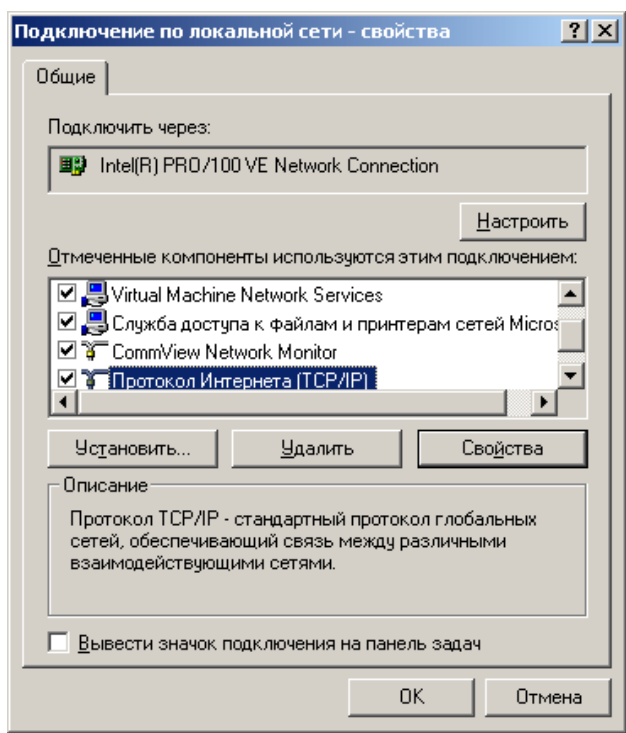 Подключение по локальной сети - свойства
Общие
Подключить через:
Intel(R) PRO/100 VE Network Connection
Настроить
Отмеченные компоненты используются этим подключением:
Virtual Machine Network Services
Служба доступа к файлам и принтерам сетей Micros
CommView Network Monitor
Протокол Интернета (TCP/IP)
Установить... Удалить Свойства
Описание
Протокол TCP/IP - стандартный протокол глобальных
сетей, обеспечивающий связь между различными
взаимодействующими сетями.
Вывести значок подключения на панель задач
OK Отмена